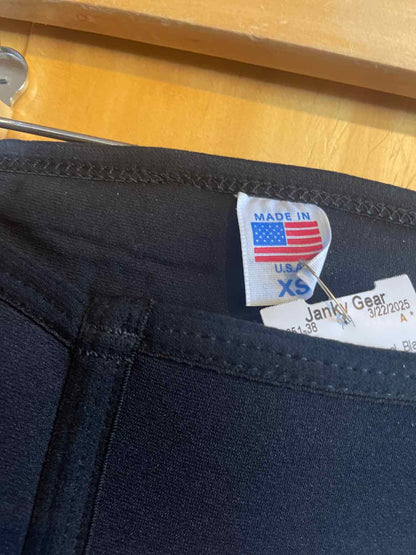 MADE IN
U.S.A
XS
Janky Gear
3/22/2025
A *